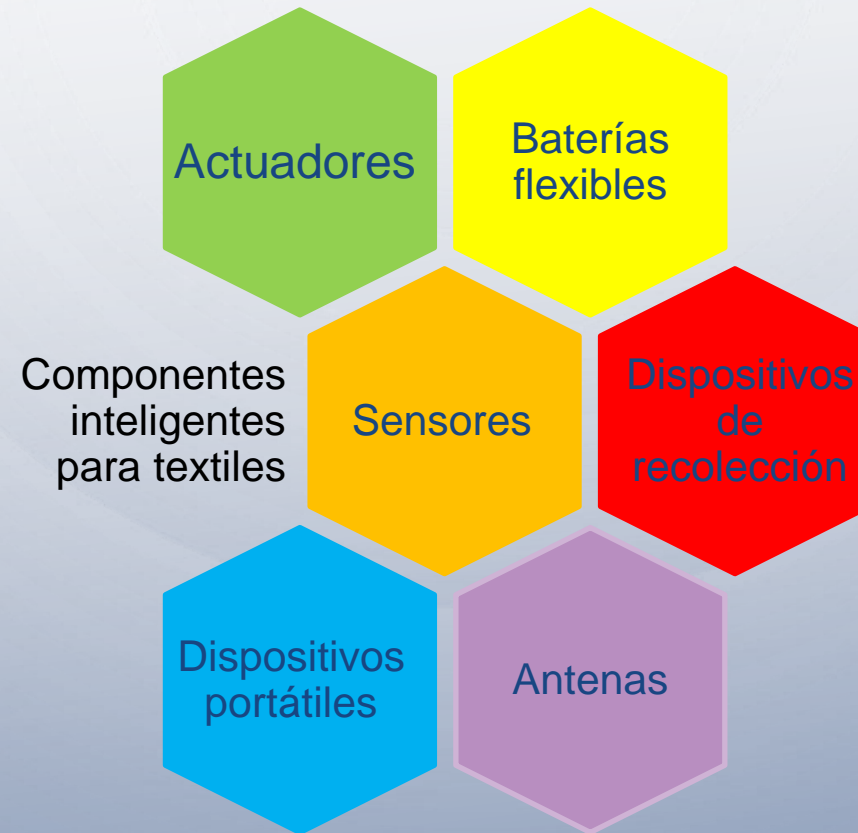 Actuadores
Baterías
flexibles
Componentes
inteligentes
para textiles
Sensores
Dispositivos
de
recolección
Dispositivos
portátiles
Antenas